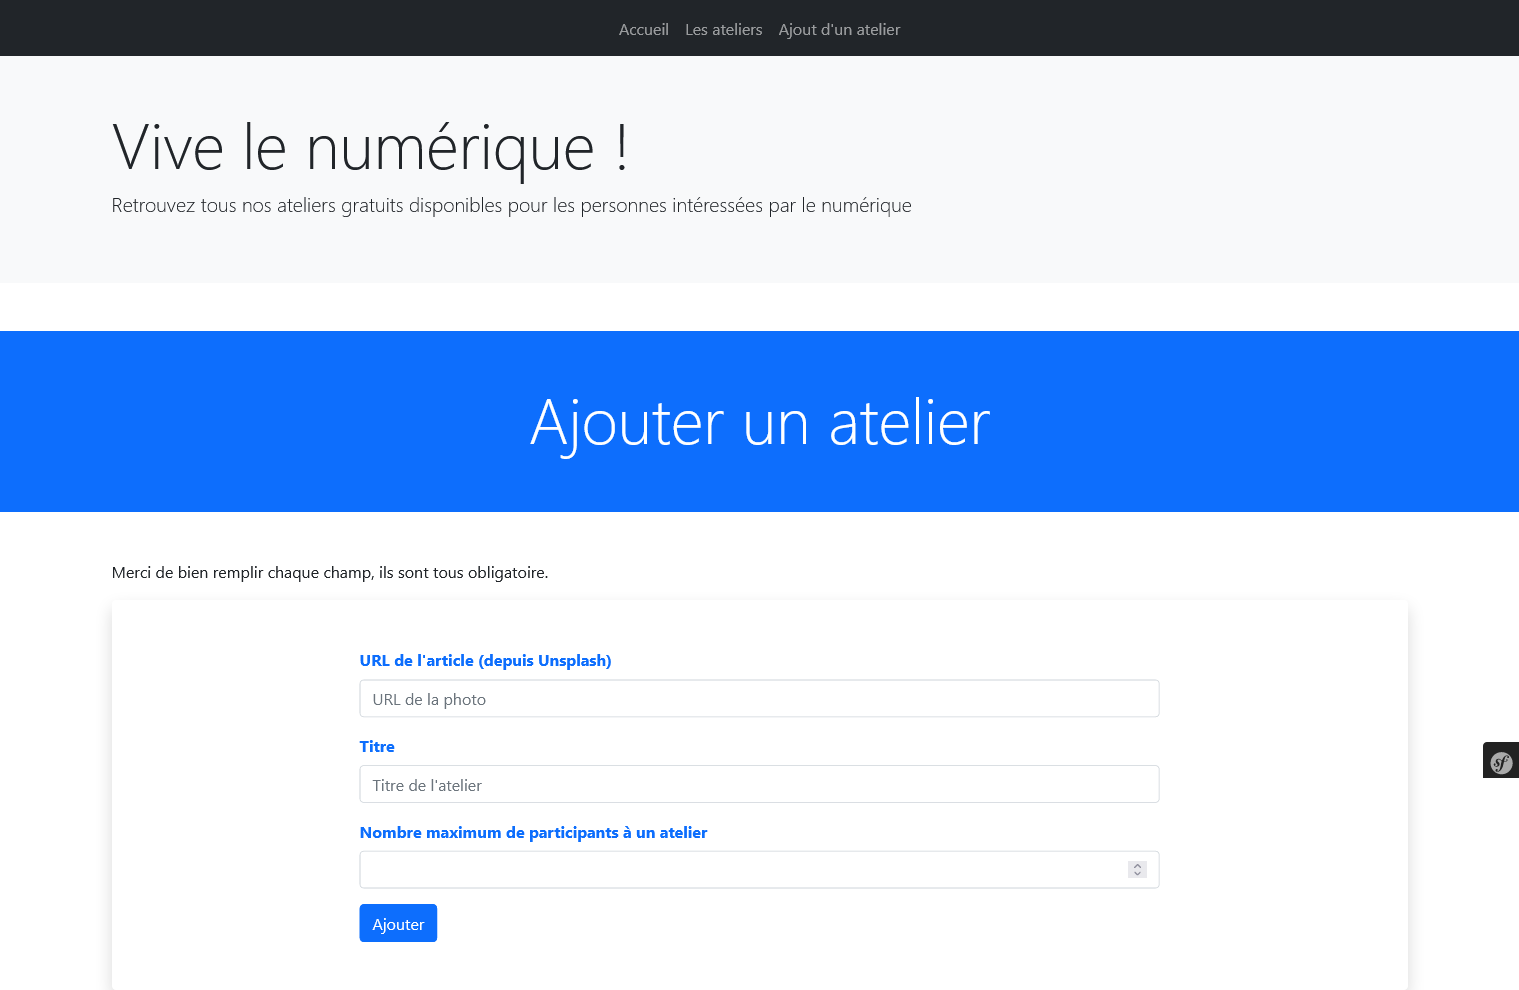 Accueil Les ateliers Ajout d'un atelier
Vive le numérique !
Retrouvez tous nos ateliers gratuits disponibles pour les personnes intéressées par le numérique
Ajouter un atelier
Merci de bien remplir chaque champ, ils sont tous obligatoire.
URL de l'article (depuis Unsplash)
URL de la photo
Titre
Titre de l'atelier
Nombre maximum de participants à un atelier
Ajouter
sf